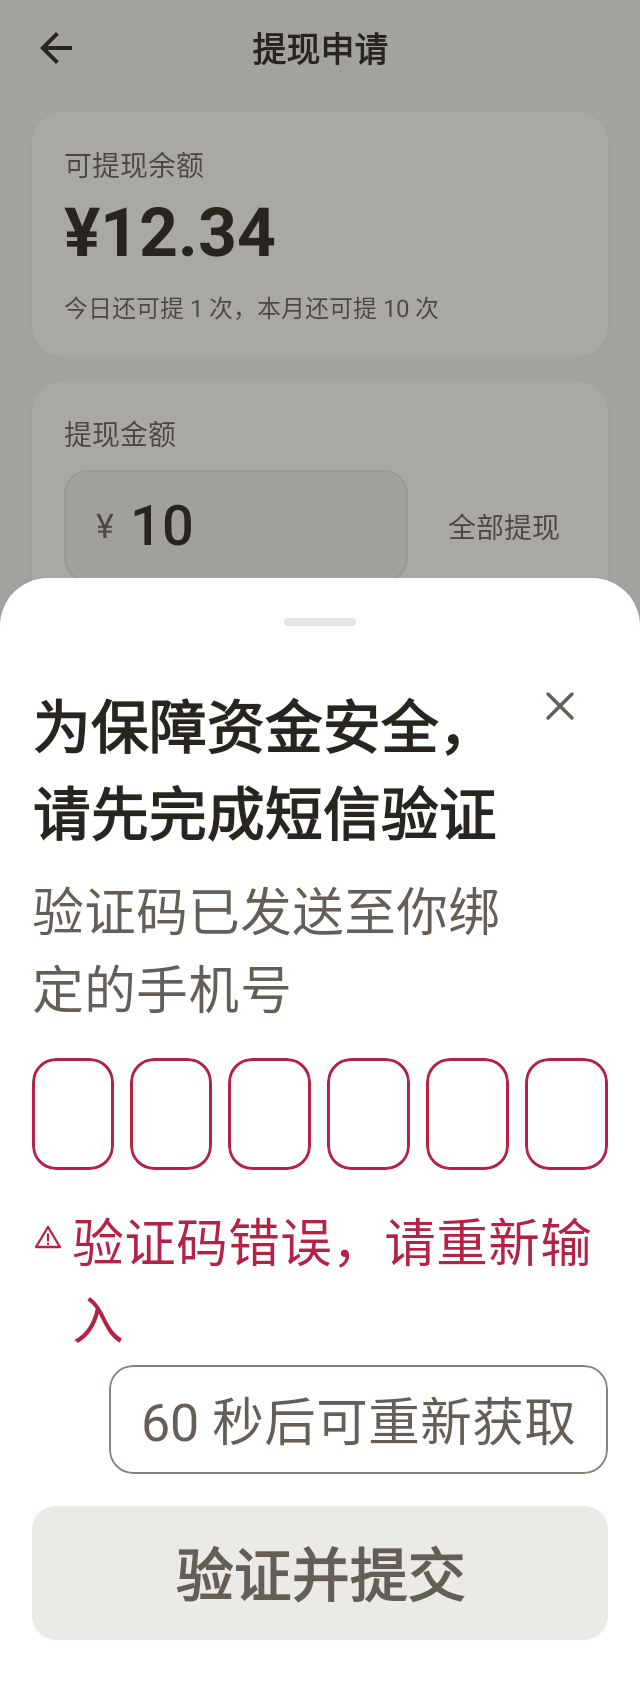 提现申请
可提现余额
¥12.34
今日还可提 1 次，本月还可提 10 次
提现金额
¥ 10
全部提现
为保障资金安全，
请先完成短信验证
验证码已发送至你绑
定的手机号
验证码错误，请重新输
入
60 秒后可重新获取
验证并提交